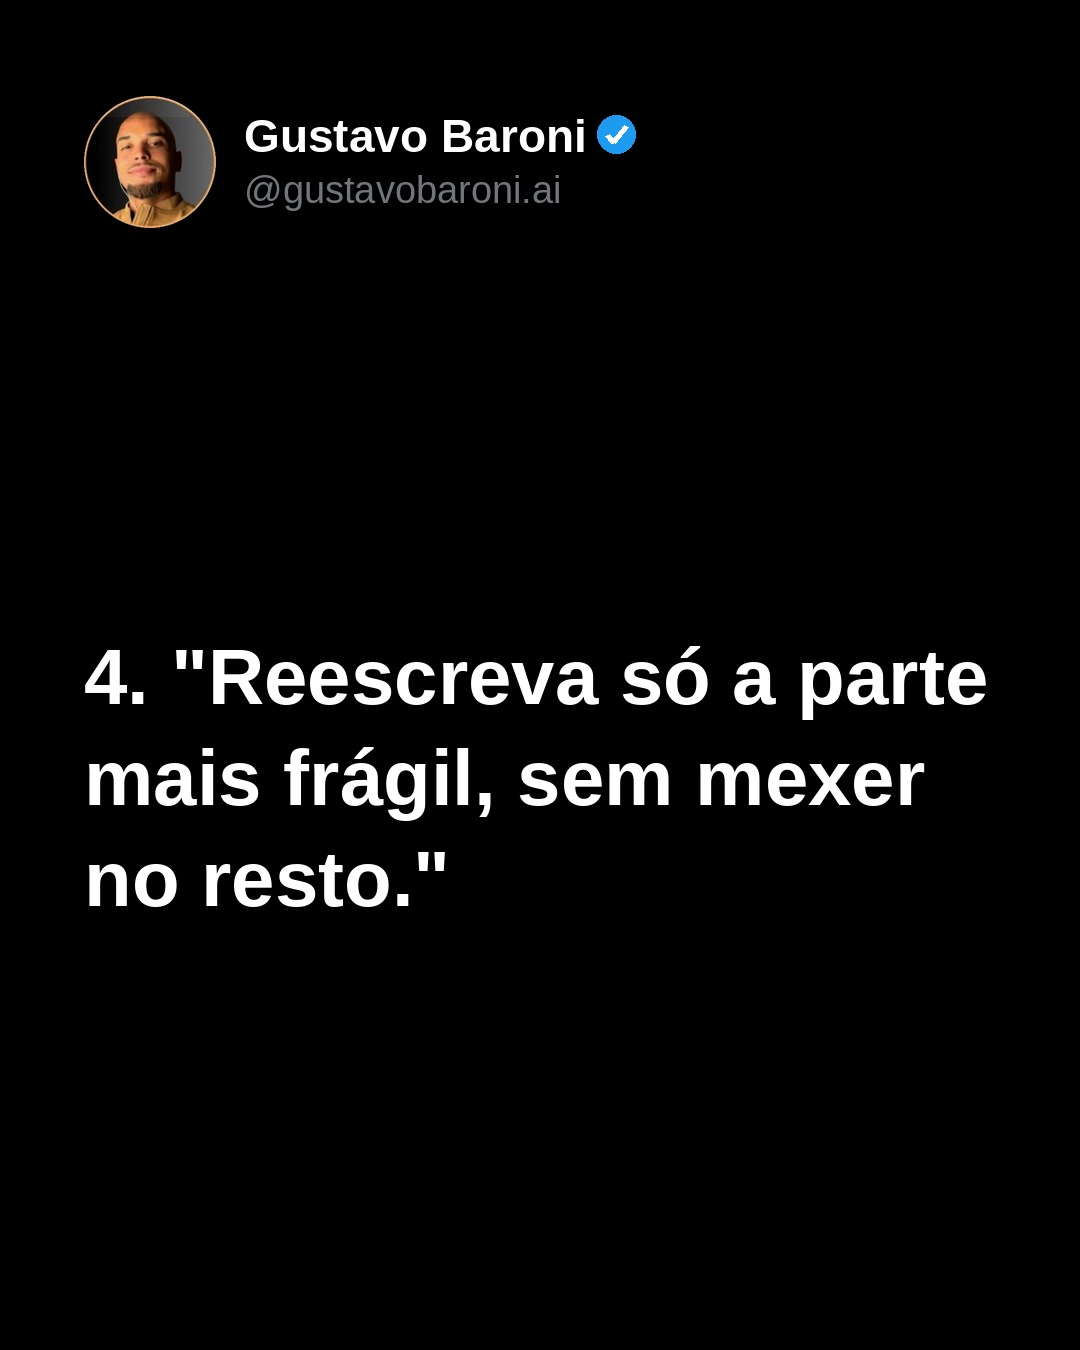 Gustavo Baroni
@gustavobaroni.ai
4. "Reescreva só a parte
mais frágil, sem mexer
no resto."